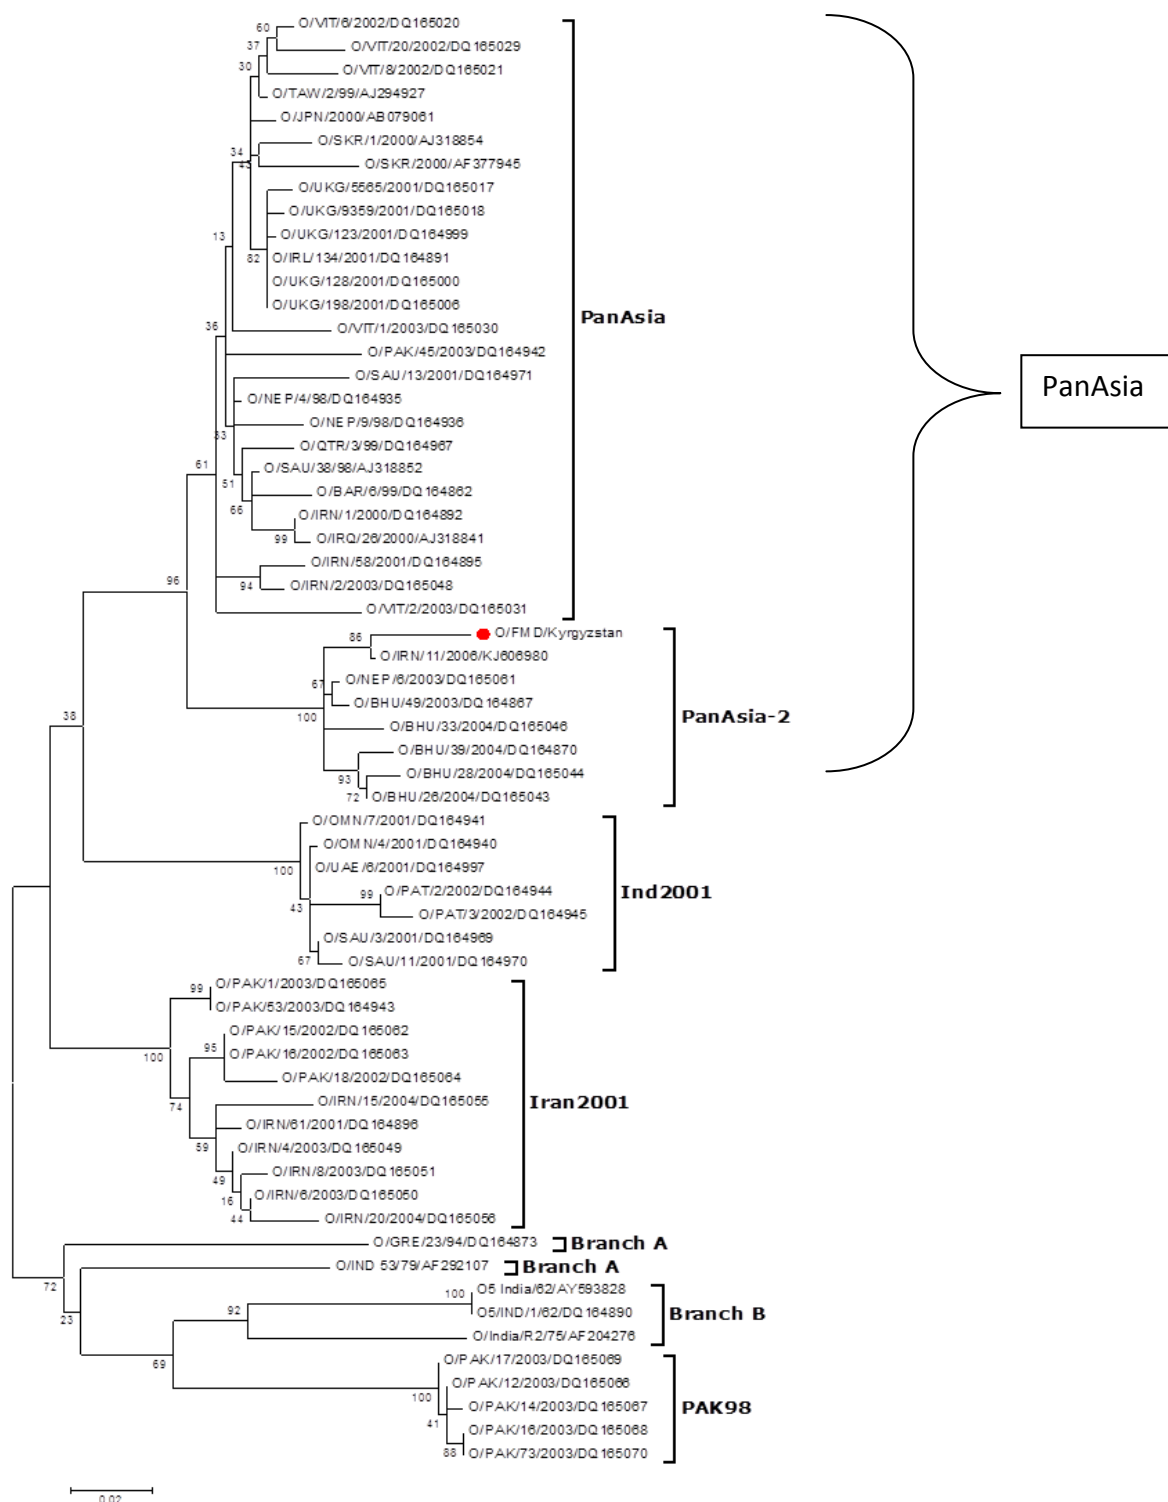 60
O/VIT/6/2002/DQ165020
37
O/VIT/20/2002/DQ165029
30
O/VIT/8/2002/DQ165021
O/TAW/2/99/AJ294927
O/JPN/2000/AB079061
O/SKR/1/2000/AJ318854
34
43
O/SKR/2000/AF377945
O/UKG/5565/2001/DQ165017
O/UKG/9359/2001/DQ165018
13
O/UKG/123/2001/DQ164999
82
O/IRL/134/2001/DQ164891
O/UKG/128/2001/DQ165000
O/UKG/198/2001/DQ165006
PanAsia
36
O/VIT/1/2003/DQ165030
O/PAK/45/2003/DQ164942
O/SAU/13/2001/DQ164971
PanAsia
O/NEP/4/98/DQ164935
O/NEP/9/98/DQ164936
33
O/QTR/3/99/DQ164967
61
O/SAU/38/98/AJ318852
51
O/BAR/6/99/DQ164862
66
O/IRN/1/2000/DQ164892
99
O/IRQ/26/2000/AJ318841
O/IRN/58/2001/DQ164895
96
94
O/IRN/2/2003/DQ165048
O/VIT/2/2003/DQ165031
86
O/FMD/Kyrgyzstan
O/IRN/11/2006/KJ606980
67
O/NEP/6/2003/DQ165061
O/BHU/49/2003/DQ164867
100
38
PanAsia-2
O/BHU/33/2004/DQ165046
O/BHU/39/2004/DQ164870
93
O/BHU/28/2004/DQ165044
72
O/BHU/26/2004/DQ165043
O/OMN/7/2001/DQ164941
O/OMN/4/2001/DQ164940
100
O/UAE/6/2001/DQ164997
99
O/PAT/2/2002/DQ164944
Ind2001
43
O/PAT/3/2002/DQ164945
O/SAU/3/2001/DQ164969
67
O/SAU/11/2001/DQ164970
99
O/PAK/1/2003/DQ165065
O/PAK/53/2003/DQ164943
O/PAK/15/2002/DQ165062
95
100
O/PAK/16/2002/DQ165063
O/PAK/18/2002/DQ165064
74
O/IRN/15/2004/DQ165055
Iran2001
O/IRN/61/2001/DQ164896
59
O/IRN/4/2003/DQ165049
49
O/IRN/8/2003/DQ165051
16
O/IRN/6/2003/DQ165050
44
O/IRN/20/2004/DQ165056
O/GRE/23/94/DQ164873
Branch A
O/IND 53/79/AF292107
Branch A
72
100
O5 India/62/AY593828
O5/IND/1/62/DQ164890
Branch B
92
23
O/India/R2/75/AF204276
69
O/PAK/17/2003/DQ165069
O/PAK/12/2003/DQ165066
100
O/PAK/14/2003/DQ165067
PAK98
41
O/PAK/16/2003/DQ165068
88
O/PAK/73/2003/DQ165070
0.02